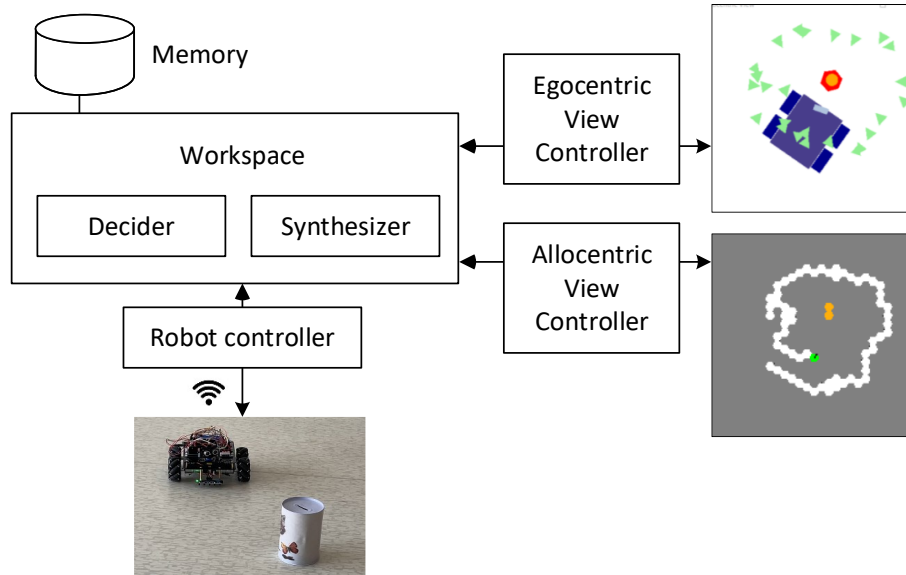 Memory
Workspace
Decider
Synthesizer
Egocentric
View
Controller
Allocentric
View
Controller
Robot controller